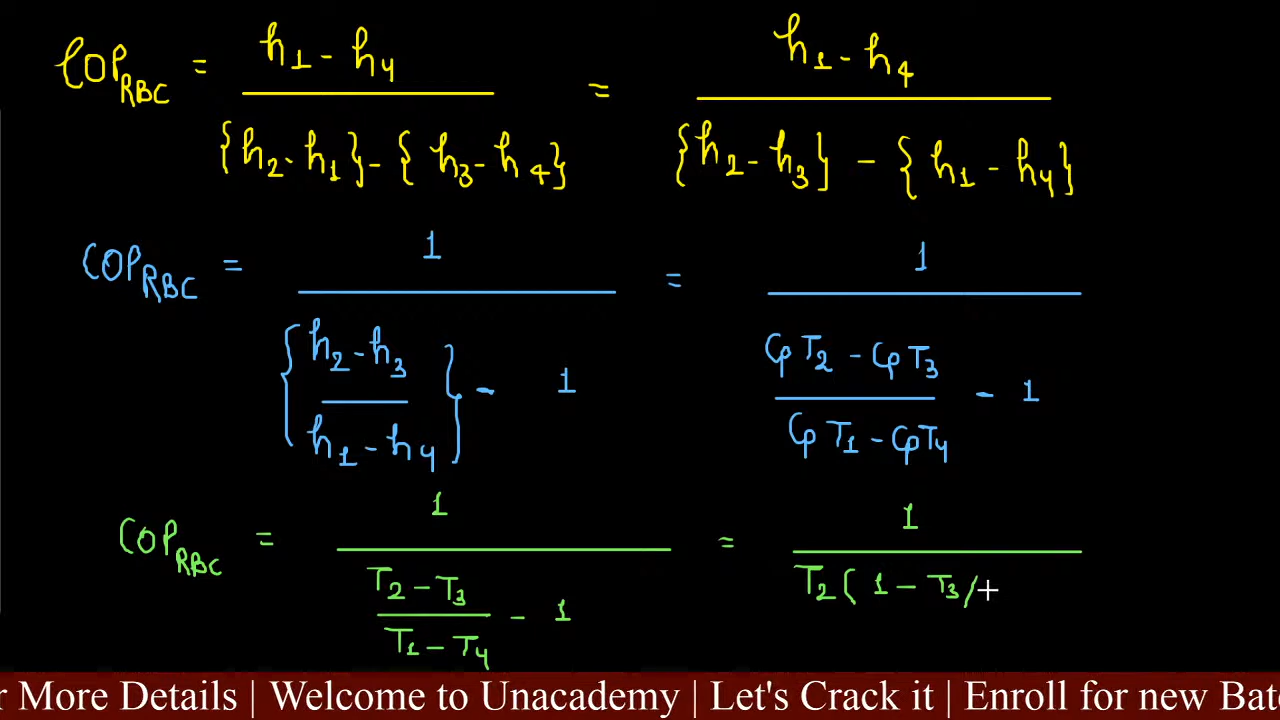 COP_RBC = (h₁ - h₄) / ({h₂ - h₁} - {h₃ - h₄}) = (h₁ - h₄) / ({h₂ - h₃} - {h₁ - h₄})
COP_RBC = 1 / ({(h₂ - h₃) / (h₁ - h₄)} - 1) = 1 / ((CpT₂ - CpT₃) / (CpT₁ - CpT₄) - 1)
COP_RBC = 1 / ((T₂ - T₃) / (T₁ - T₄) - 1) = 1 / T₂(1 - T₃/
r More Details | Welcome to Unacademy | Let's Crack it | Enroll for new Bat